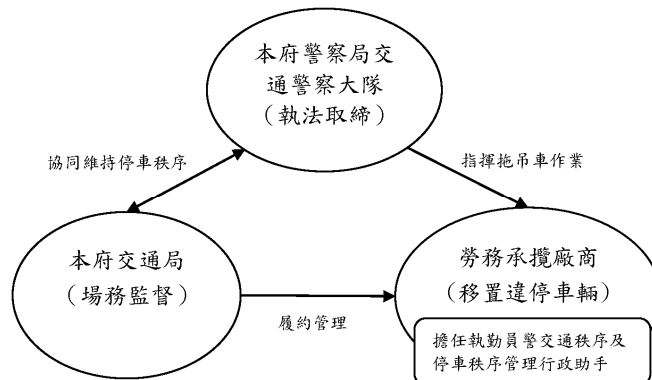 本府警察局交
通警察大隊
（執法取締）
協同維持停車秩序
指揮拖吊車作業
本府交通局
（場務監督）
勞務承攬廠商
（移置違停車輛）
履約管理
擔任執勤員警交通秩序及
停車秩序管理行政助手